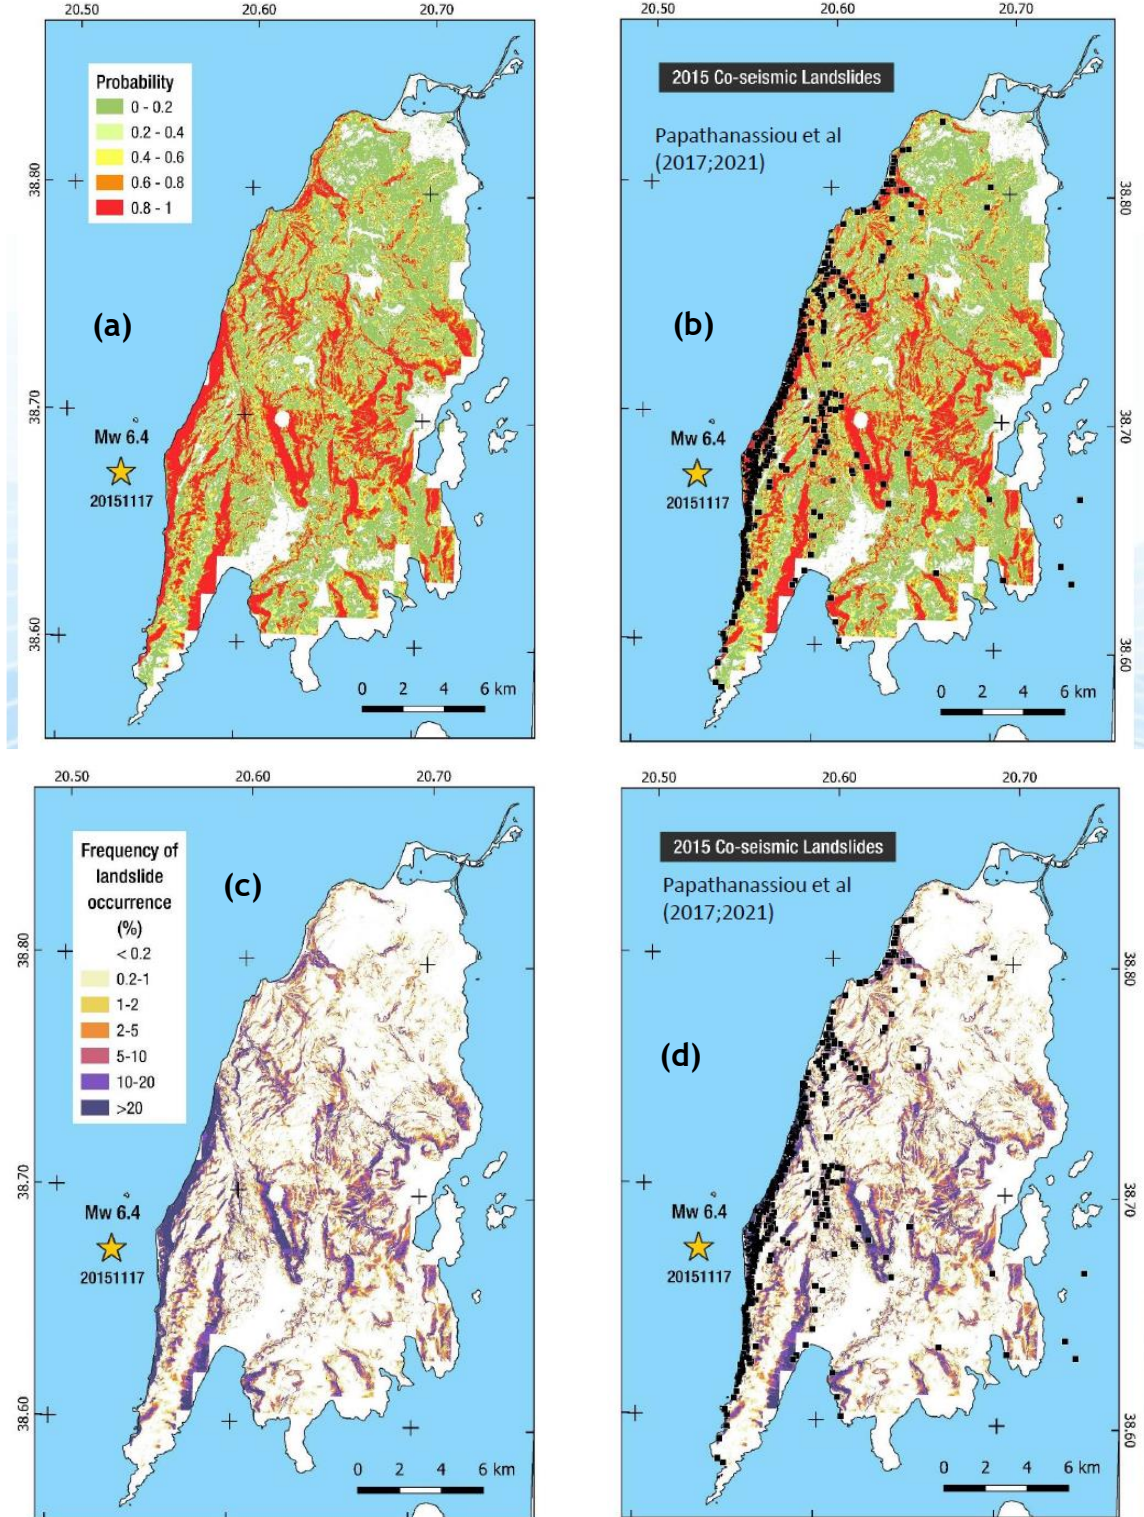 20.50 20.60 20.70
Probability
0 - 0.2
0.2 - 0.4
0.4 - 0.6
0.6 - 0.8
0.8 - 1
38.80
(a)
38.70
Mw 6.4
20151117
38.60
0 2 4 6 km
20.50 20.60 20.70
2015 Co-seismic Landslides
Papathanassiou et al
(2017;2021)
38.80
(b)
38.70
Mw 6.4
20151117
38.60
0 2 4 6 km
20.50 20.60 20.70
Frequency of
landslide
occurrence
(%)
< 0.2
0.2-1
1-2
2-5
5-10
10-20
>20
(c)
38.80
38.70
Mw 6.4
20151117
38.60
0 2 4 6 km
20.50 20.60 20.70
2015 Co-seismic Landslides
Papathanassiou et al
(2017;2021)
38.80
(d)
38.70
Mw 6.4
20151117
38.60
0 2 4 6 km